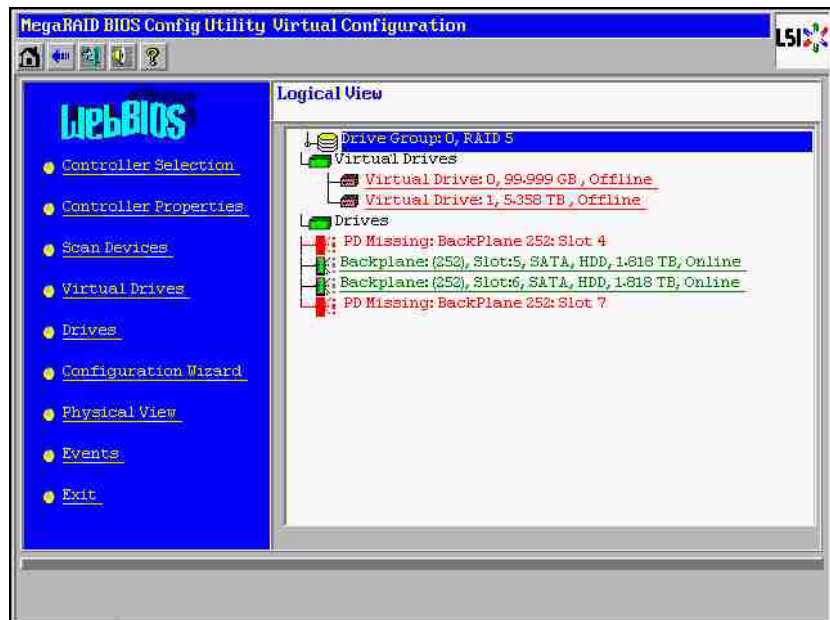 MegaRAID BIOS Config Utility Virtual Configuration
LSI
WebBIOS
Controller Selection
Controller Properties
Scan Devices
Virtual Drives
Drives
Configuration Wizard
Physical View
Events
Exit
Logical View
Drive Group: 0, RAID 5
Virtual Drives
Virtual Drive: 0, 99.999 GB , Offline
Virtual Drive: 1, 5.358 TB , Offline
Drives
PD Missing: BackPlane 252: Slot 4
Backplane: (252), Slot:5, SATA, HDD, 1.818 TB, Online
Backplane: (252), Slot:6, SATA, HDD, 1.818 TB, Online
PD Missing: BackPlane 252: Slot 7